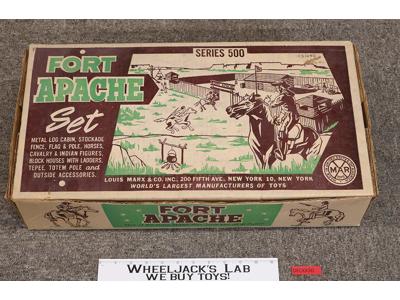 FORT
APACHE
Set
SERIES 500
METAL LOG CABIN, STOCKADE
FENCE, FLAG & POLE, HORSES,
CAVALRY & INDIAN FIGURES,
BLOCK HOUSES WITH LADDERS,
TEPEE, TOTEM POLE and
OUTSIDE ACCESSORIES.
MAR
LOUIS MARX & CO. INC., 200 FIFTH AVE., NEW YORK 10, NEW YORK
WORLD'S LARGEST MANUFACTURERS OF TOYS
FORT
APACHE
WHEELJACK'S LAB
WE BUY TOYS!